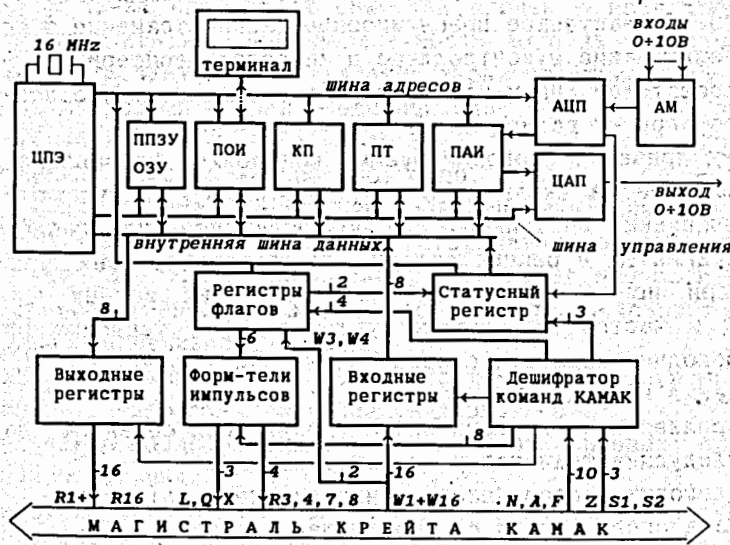 16 MHz
терминал
входы
0+10В
шина адресов
ЦПЭ
ППЗУ
ОЗУ
ПОИ
КП
ПТ
ПАИ
АЦП
АМ
ЦАП
выход
0+10В
внутренняя шина данных
шина управления
8
Регистры
флагов
2
4
8
Статусный
регистр
3
6
W3,W4
Выходные
регистры
Форм-тели
импульсов
Входные
регистры
Дешифратор
команд КАМАК
8
16
3
4
2
16
10
3
R1+ R16
L,Q X
R3,4,7,8
W1+W16
N,A,F
Z
S1,S2
МАГИСТРАЛЬ КРЕЙТА КАМАК